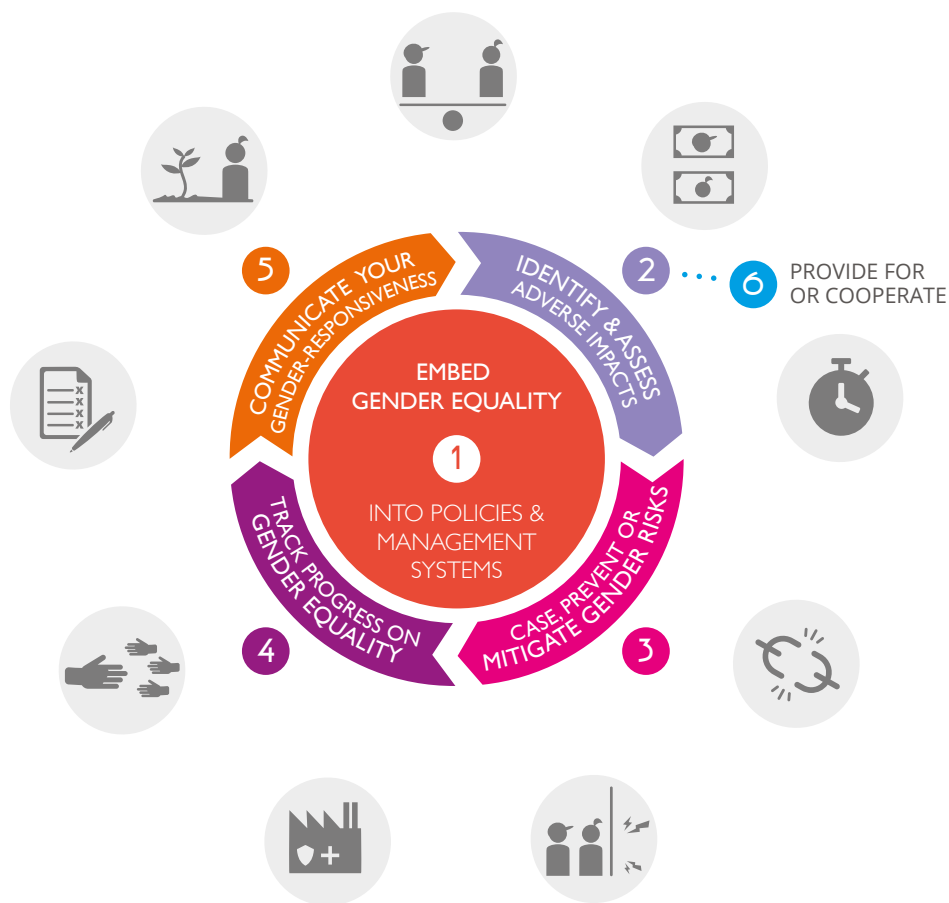 EMBED
GENDER EQUALITY
1
INTO POLICIES &
MANAGEMENT
SYSTEMS
2
IDENTIFY & ASSESS
ADVERSE IMPACTS
6
PROVIDE FOR
OR COOPERATE
3
CASE, PREVENT OR
MITIGATE GENDER RISKS
4
TRACK PROGRESS ON
GENDER EQUALITY
5
COMMUNICATE YOUR
GENDER-RESPONSIVENESS
x
x
x
x